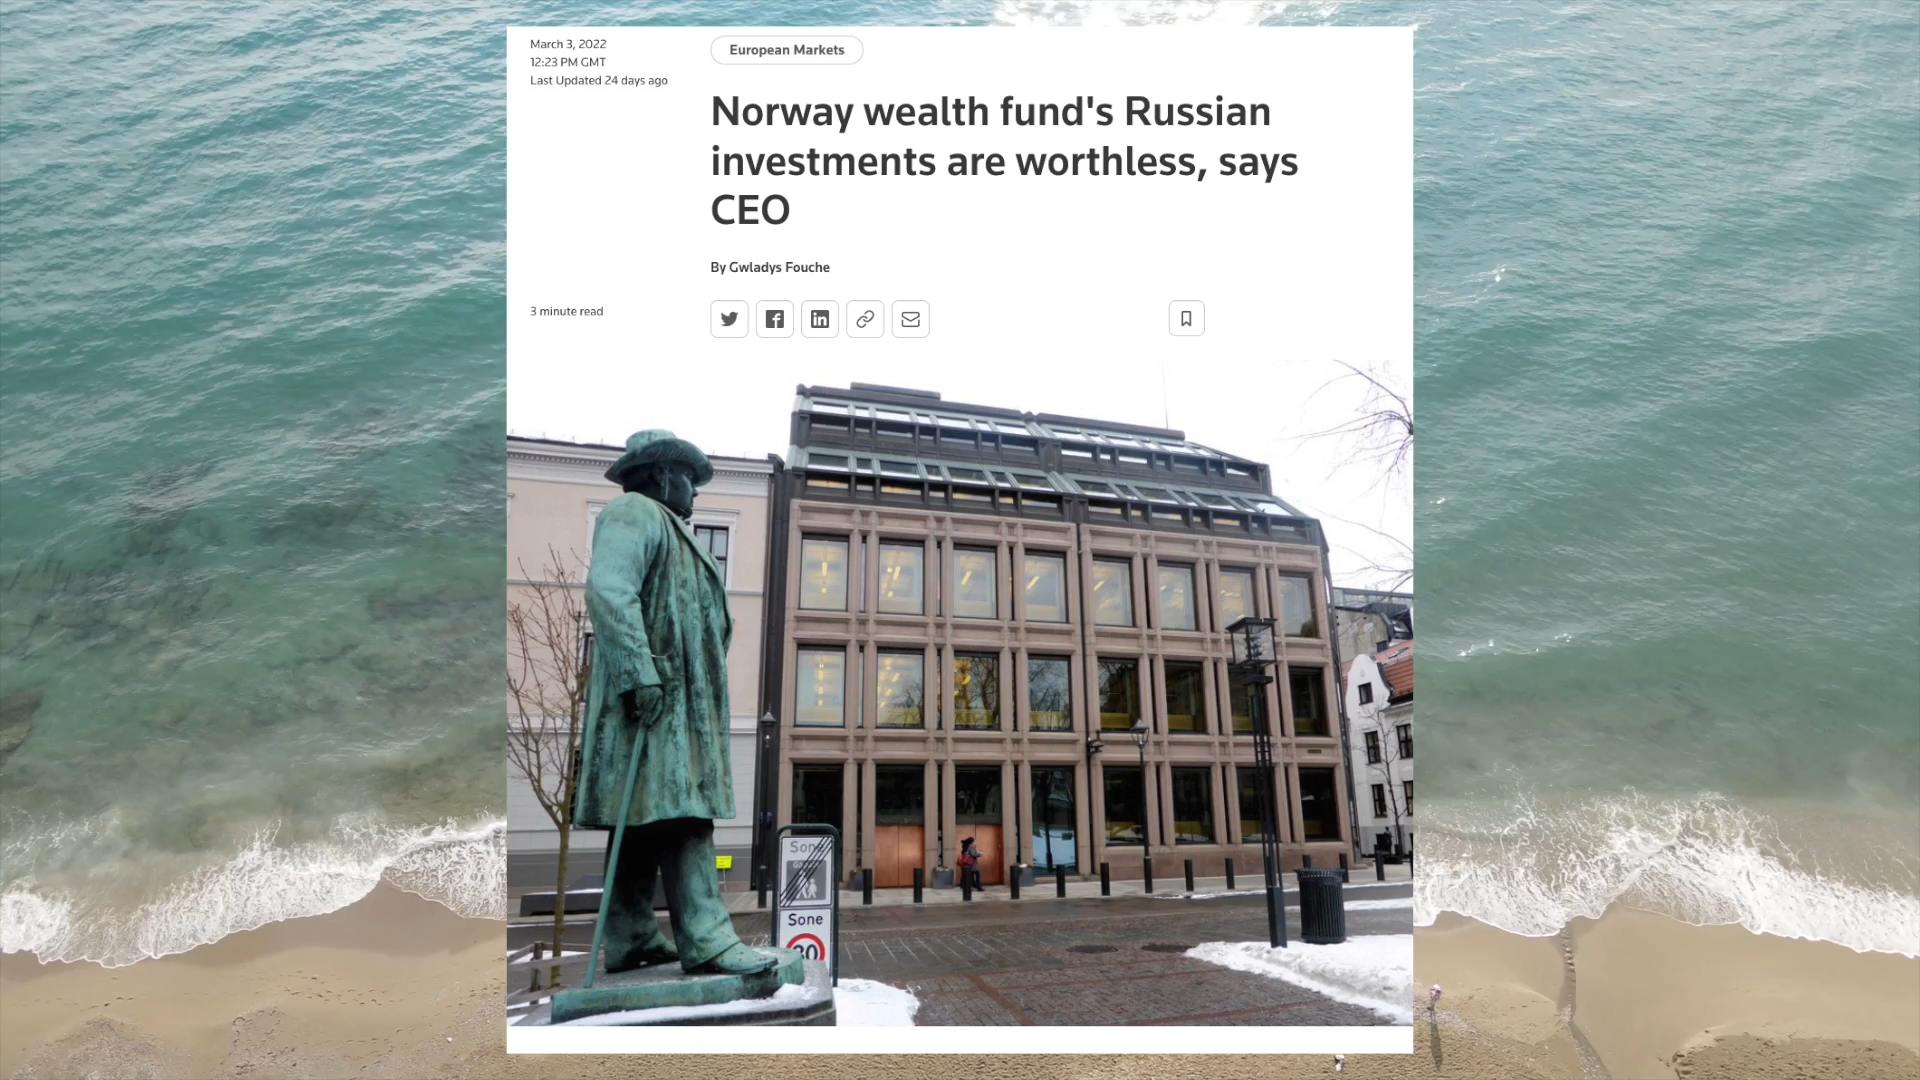 March 3, 2022
12:23 PM GMT
Last Updated 24 days ago
European Markets
Norway wealth fund's Russian
investments are worthless, says
CEO
By Gwladys Fouche
3 minute read
Sone
Sone
30